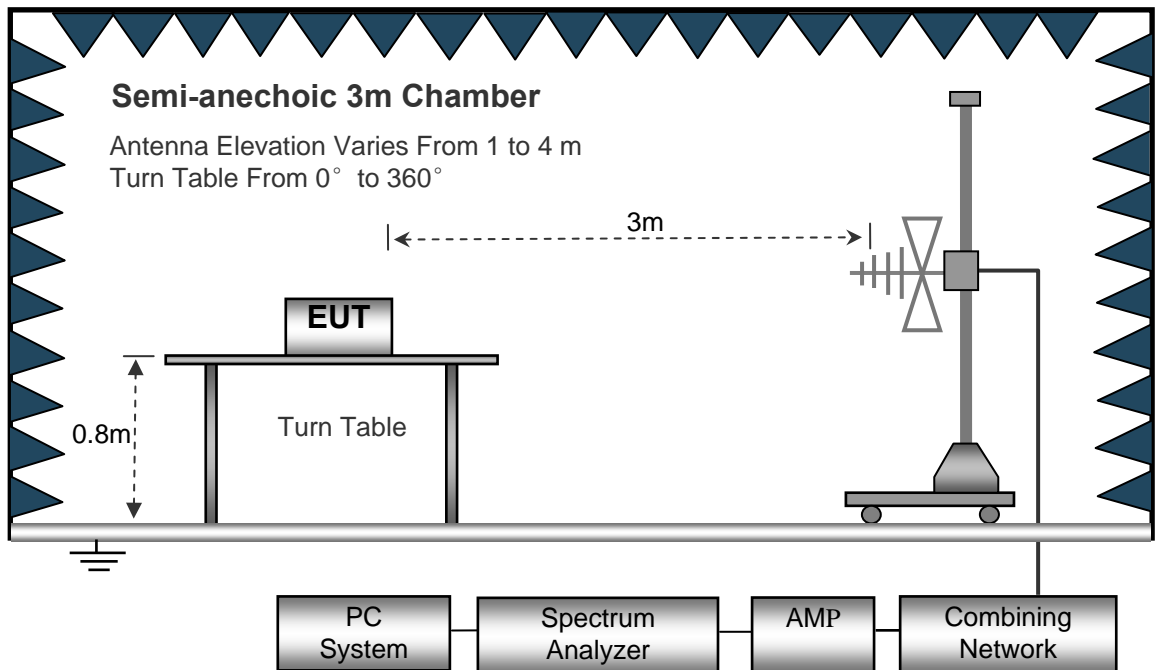 Semi-anechoic 3m Chamber
Antenna Elevation Varies From 1 to 4 m
Turn Table From 0° to 360°
3m
EUT
0.8m
Turn Table
PC
System
Spectrum
Analyzer
AMP
Combining
Network